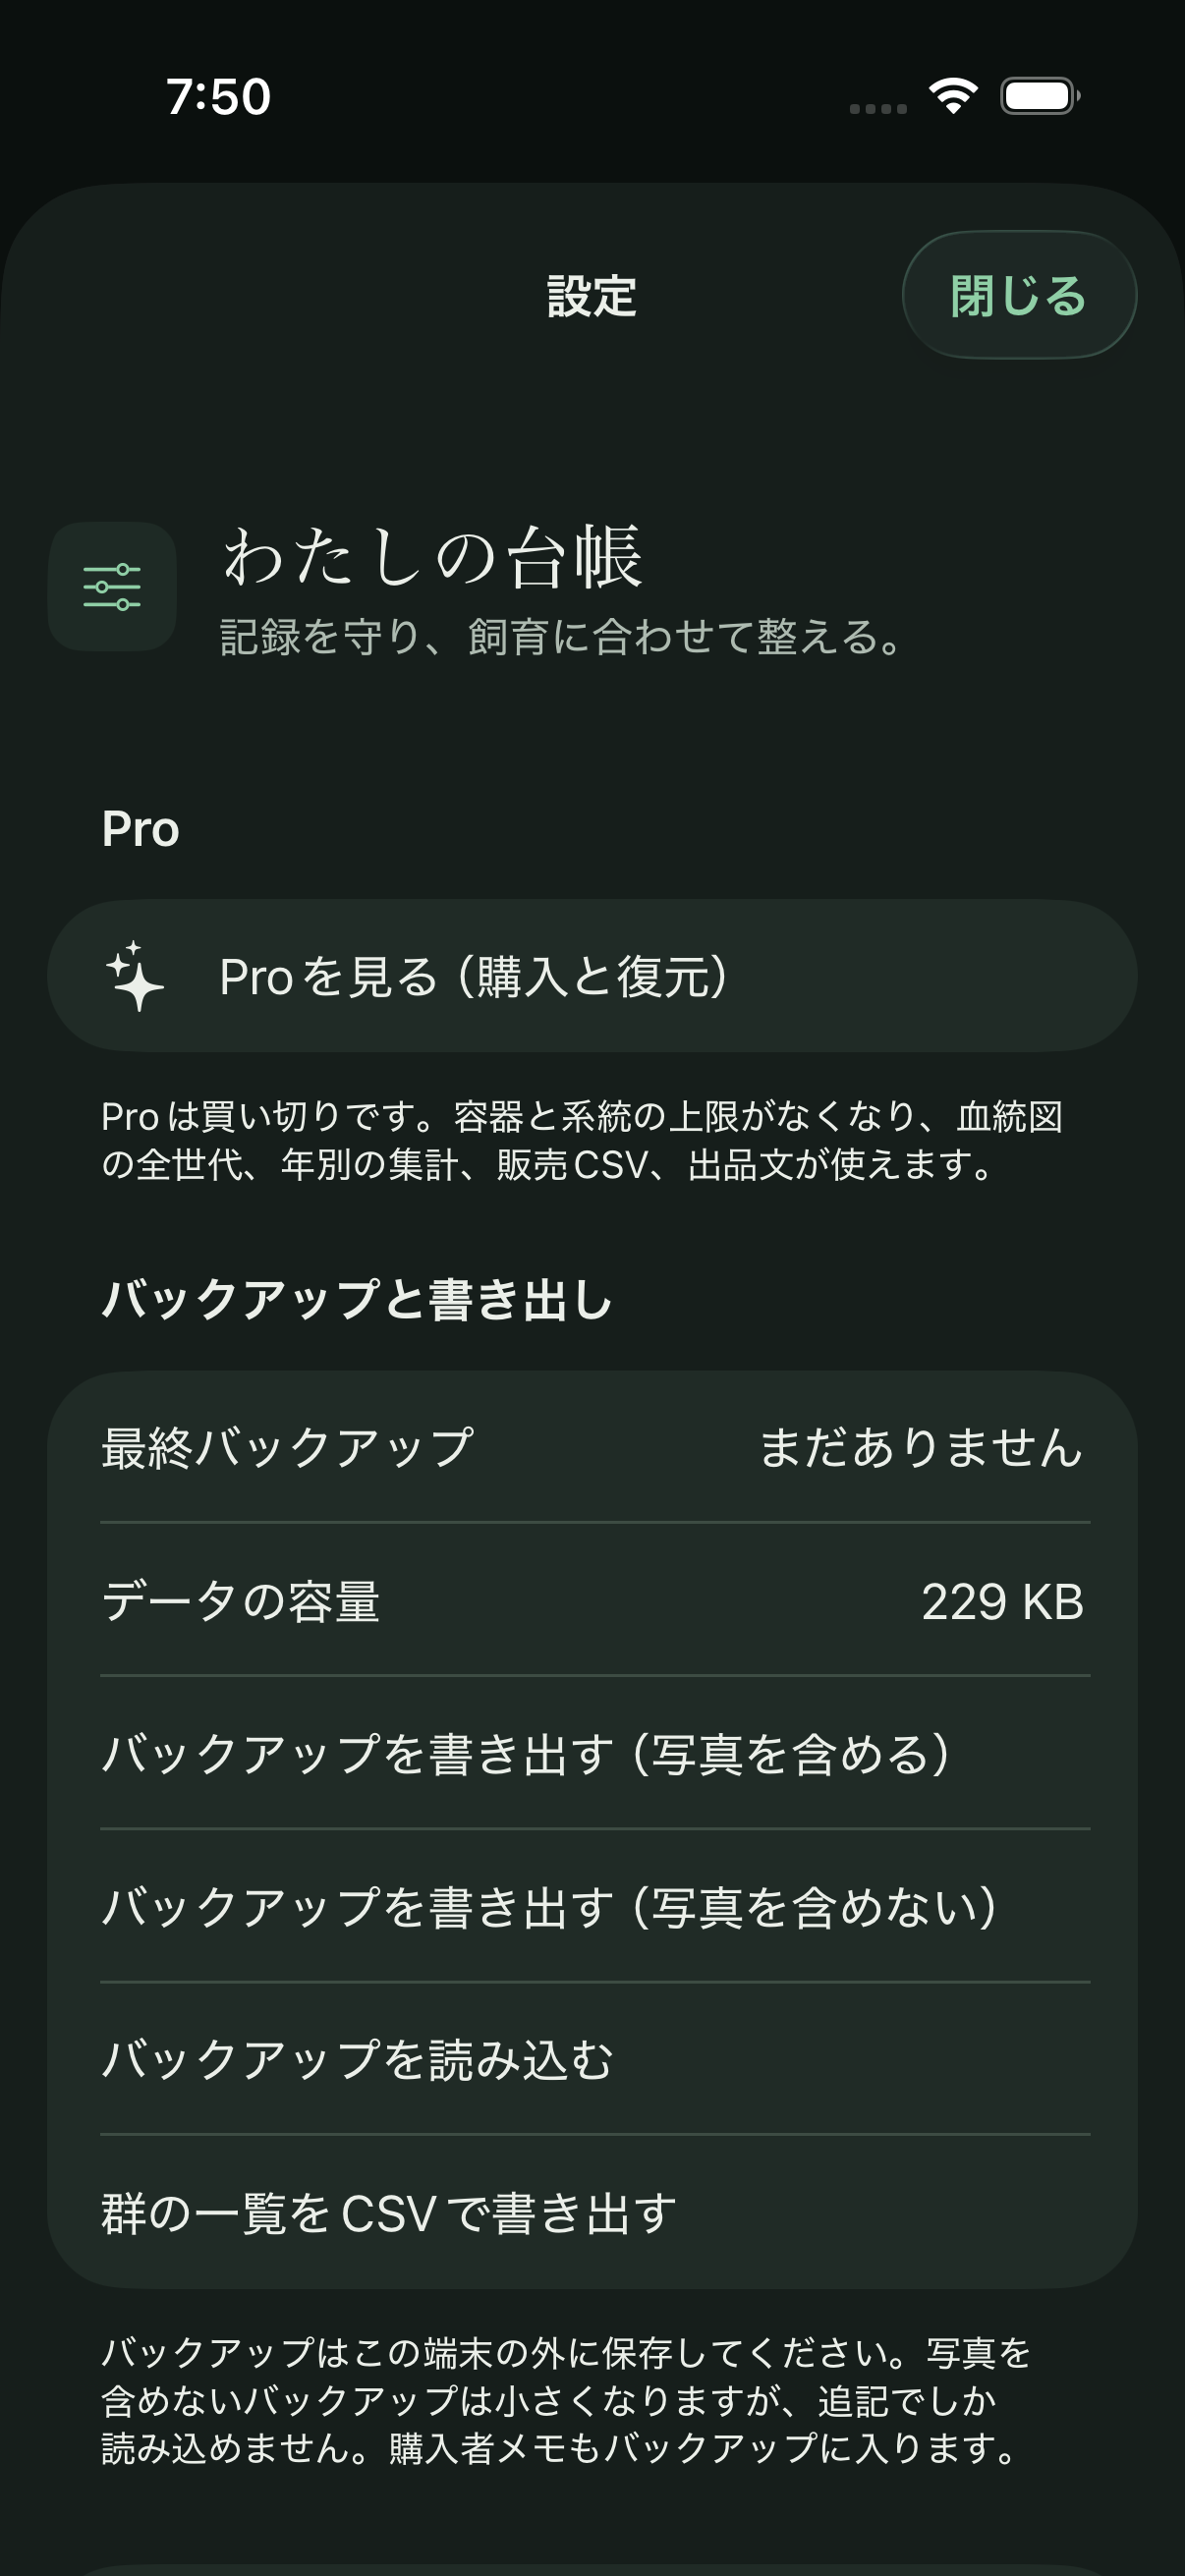 7:50
設定
閉じる
わたしの台帳
記録を守り、飼育に合わせて整える。
Pro
Proを見る（購入と復元）
Proは買い切りです。容器と系統の上限がなくなり、血統図
の全世代、年別の集計、販売CSV、出品文が使えます。
バックアップと書き出し
最終バックアップ まだありません
データの容量 229 KB
バックアップを書き出す（写真を含める）
バックアップを書き出す（写真を含めない）
バックアップを読み込む
群の一覧をCSVで書き出す
バックアップはこの端末の外に保存してください。写真を
含めないバックアップは小さくなりますが、追記でしか
読み込めません。購入者メモもバックアップに入ります。